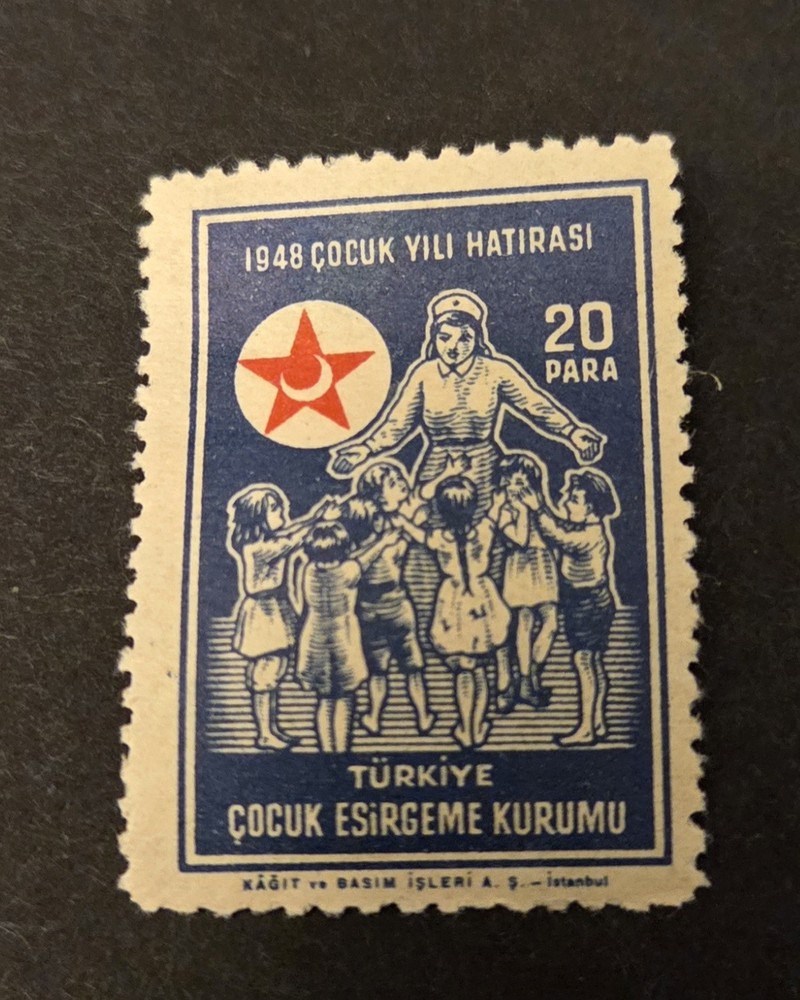 1948 ÇOCUK YILI HATIRASI
20
PARA
TÜRKİYE
ÇOCUK ESİRGEME KURUMU
KÂĞIT ve BASIM İŞLERİ A. Ş. – İstanbul